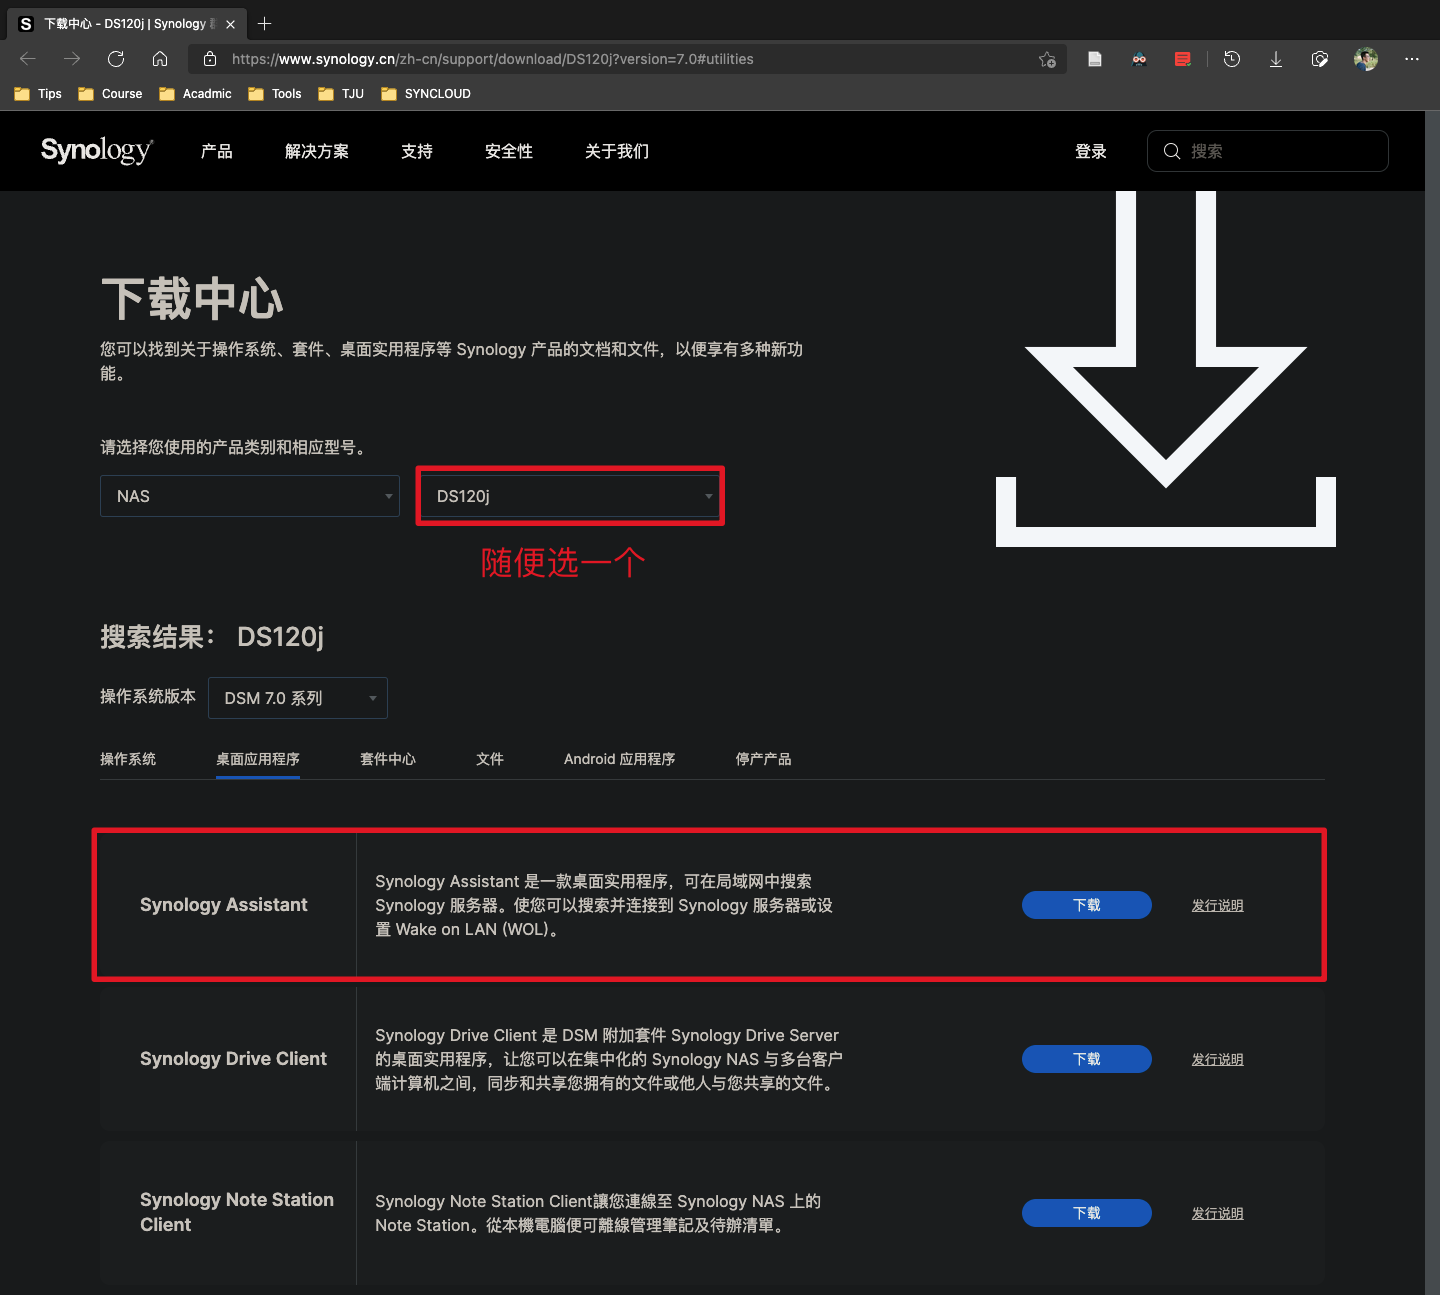 下载中心 - DS120j | Synology
https://www.synology.cn/zh-cn/support/download/DS120j?version=7.0#utilities
Tips Course Acadmic Tools TJU SYNCLOUD
Synology 产品 解决方案 支持 安全性 关于我们 登录 搜索
下载中心
您可以找到关于操作系统、套件、桌面实用程序等 Synology 产品的文档和文件，以便享有多种新功
能。
请选择您使用的产品类别和相应型号。
NAS DS120j
随便选一个
搜索结果： DS120j
操作系统版本 DSM 7.0 系列
操作系统 桌面应用程序 套件中心 文件 Android 应用程序 停产产品
Synology Assistant
Synology Assistant 是一款桌面实用程序，可在局域网中搜索
Synology 服务器。使您可以搜索并连接到 Synology 服务器或设
置 Wake on LAN (WOL)。
下载 发行说明
Synology Drive Client
Synology Drive Client 是 DSM 附加套件 Synology Drive Server
的桌面实用程序，让您可以在集中化的 Synology NAS 与多台客户
端计算机之间，同步和共享您拥有的文件或他人与您共享的文件。
下载 发行说明
Synology Note Station
Client
Synology Note Station Client讓您連線至 Synology NAS 上的
Note Station。從本機電腦便可離線管理筆記及待辦清單。
下载 发行说明